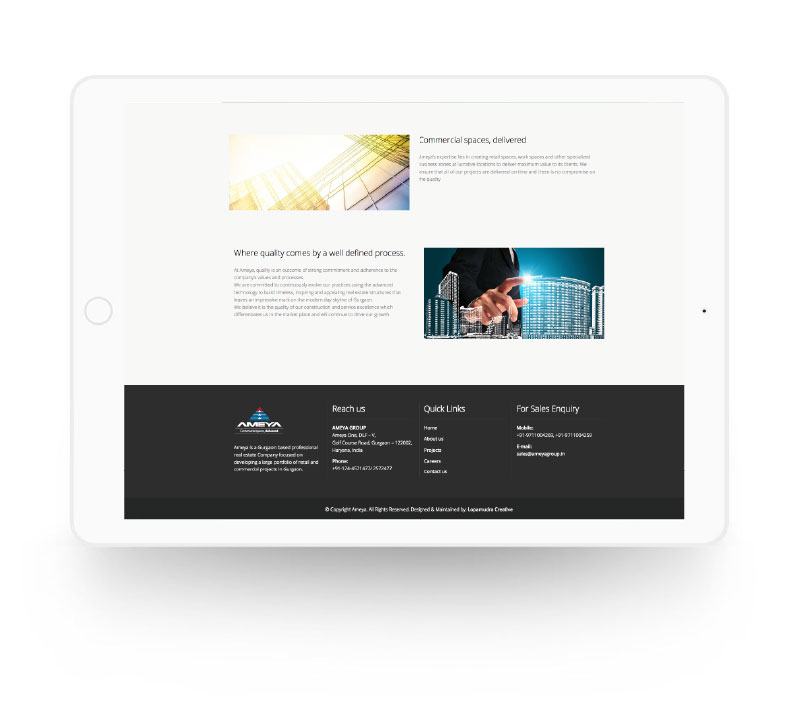 Commercial spaces, delivered
Ameya's expertise lies in creating retail spaces, work spaces and other specialized
business zones at lucrative locations to deliver maximum value to its clients. We
ensure that all of our projects are delivered on time and there is no compromise on
the quality.
Where quality comes by a well defined process.
At Ameya, quality is an outcome of strong commitment and adherence to the
company's values and processes.
We are committed to continuously evolve our practices using the advanced
technology to build timeless, inspiring and appealing real estate structures that
leaves an impressive mark on the modern day skyline of Gurgaon.
We believe it is the quality of our construction and service excellence which
differentiates us in the market place and will continue to drive our growth.
AMEYA
Commercial spaces, delivered
Ameya is a Gurgaon based professional
real estate Company focused on
developing a large portfolio of retail and
commercial projects in Gurgaon.
Reach us
AMEYA GROUP
Ameya One, DLF – V,
Golf Course Road, Gurgaon – 122002,
Haryana, India
Phone:
Quick Links
Home
About us
Projects
Careers
Contact us
For Sales Enquiry
Mobile:
+91-9711004203, +91-9711004259
E-mail:
sales@ameyagroup.in
© Copyright Ameya. All Rights Reserved. Designed & Maintained by: Lopamudra Creative